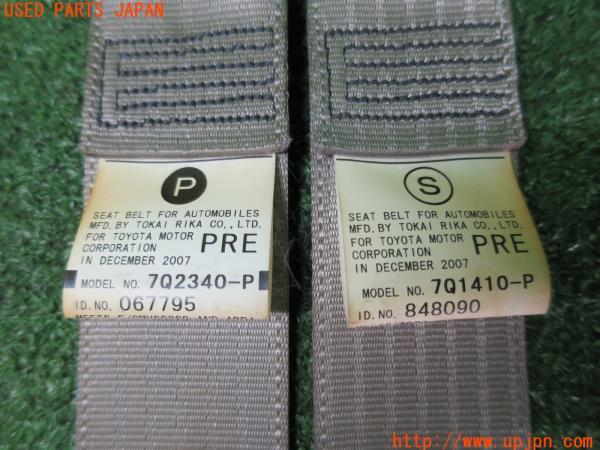 USED PARTS JAPAN
P
SEAT BELT FOR AUTOMOBILES
MFD. BY TOKAI RIKA CO., LTD.
FOR TOYOTA MOTOR
CORPORATION PRE
IN DECEMBER 2007
MODEL NO. 7Q2340-P
ID.NO. 067795
S
SEAT BELT FOR AUTOMOBILES
MFD. BY TOKAI RIKA CO., LTD.
FOR TOYOTA MOTOR
CORPORATION PRE
IN DECEMBER 2007
MODEL NO. 7Q1410-P
ID.NO. 848090
http://www.upjpn.com/